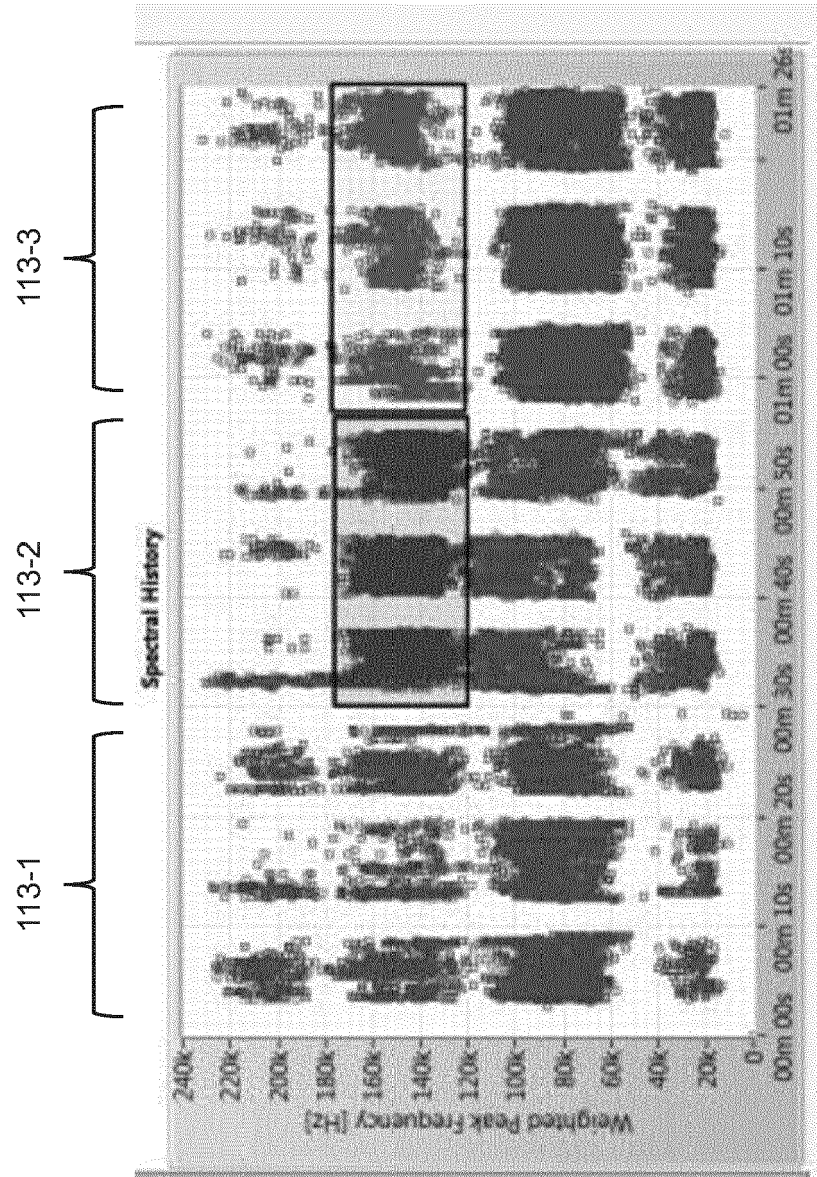 113-1
113-2
113-3
Spectral History
Weighted Peak Frequency [Hz]
240k
220k
200k
180k
160k
140k
120k
100k
80k
60k
40k
20k
0
00m 00s
00m 10s
00m 20s
00m 30s
00m 40s
00m 50s
01m 00s
01m 10s
01m 26s